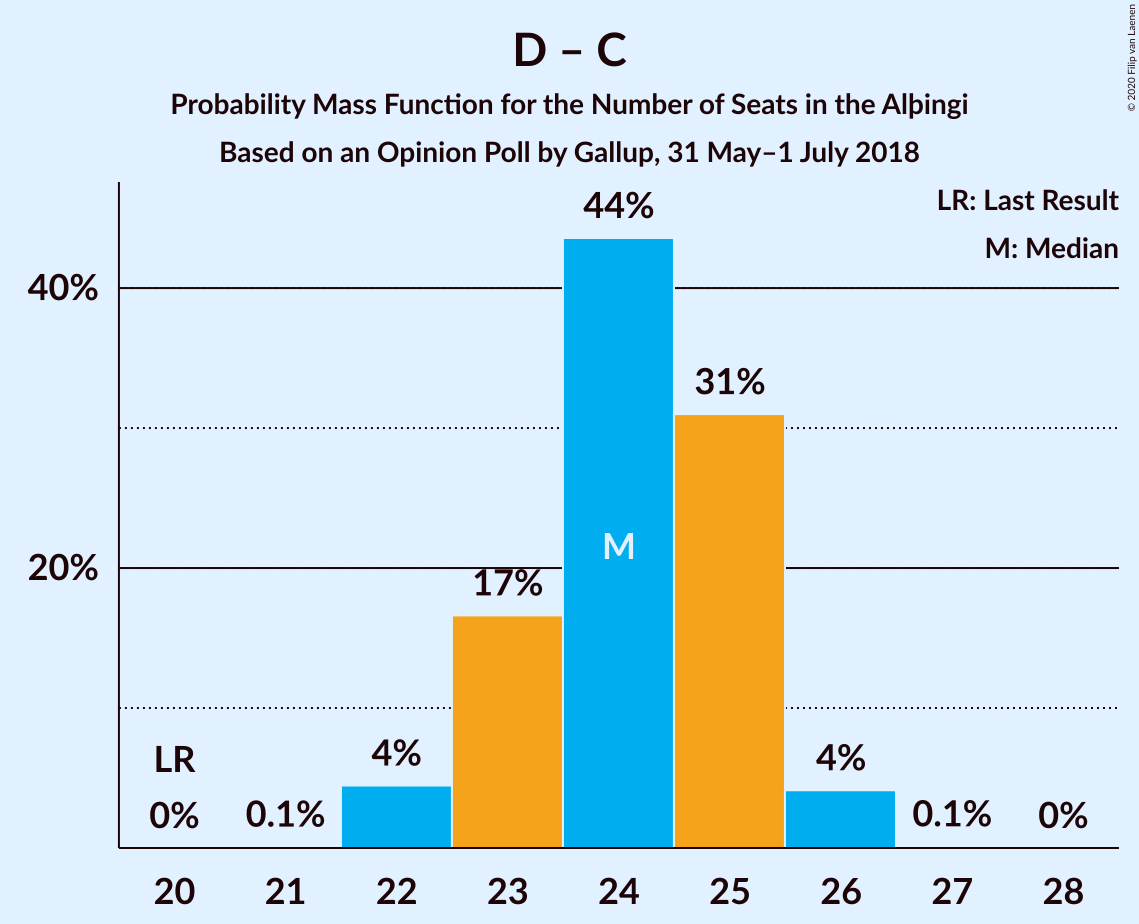 D – C
Probability Mass Function for the Number of Seats in the Alþingi
Based on an Opinion Poll by Gallup, 31 May–1 July 2018
© 2020 Filip van Laenen
LR: Last Result
M: Median
44%
40%
31%
M
20%
17%
LR
4%
4%
0%
0.1%
0.1%
0%
20 21 22 23 24 25 26 27 28